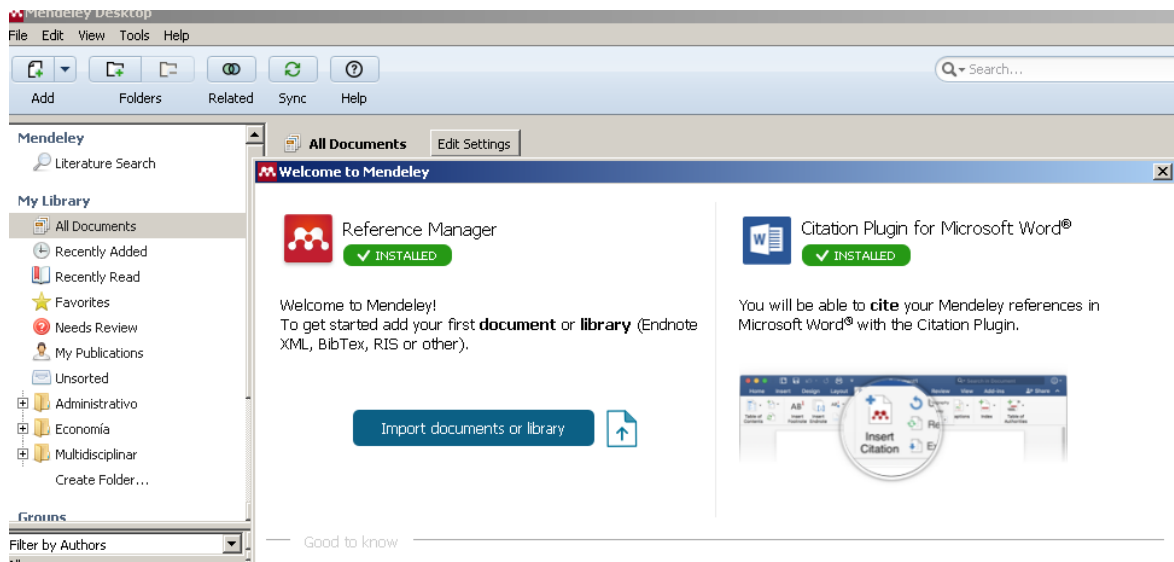 Mendeley Desktop
File Edit View Tools Help
Add Folders Related Sync Help
Search...
Mendeley
Literature Search
My Library
All Documents
Recently Added
Recently Read
Favorites
Needs Review
My Publications
Unsorted
Administrativo
Economía
Multidisciplinar
Create Folder...
Groups
Filter by Authors
All Documents Edit Settings
Welcome to Mendeley
Reference Manager
INSTALLED
Welcome to Mendeley!
To get started add your first document or library (Endnote
XML, BibTex, RIS or other).
Import documents or library
Citation Plugin for Microsoft Word®
INSTALLED
You will be able to cite your Mendeley references in
Microsoft Word® with the Citation Plugin.
Insert
Citation
Good to know